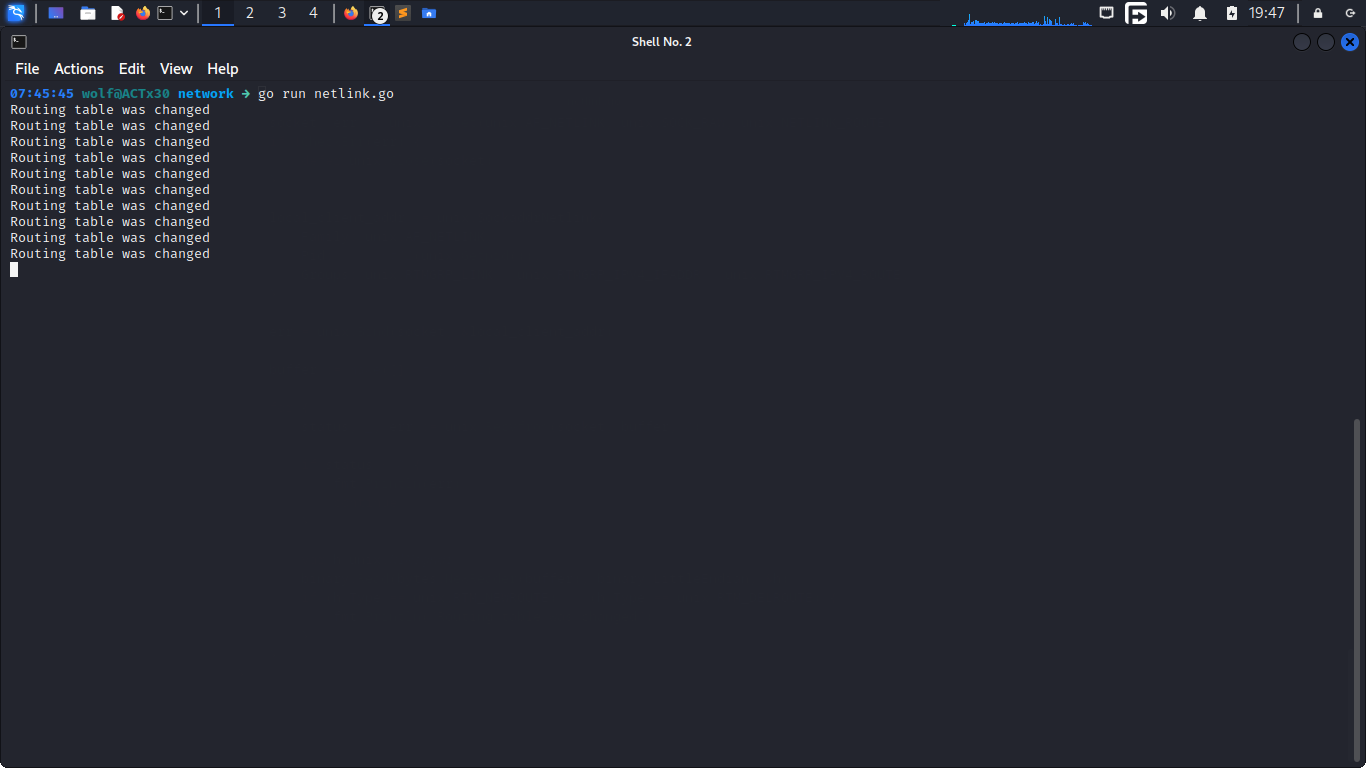 1 2 3 4 2 19:47
Shell No. 2
File Actions Edit View Help
07:45:45 wolf@ACTx30 network → go run netlink.go
Routing table was changed
Routing table was changed
Routing table was changed
Routing table was changed
Routing table was changed
Routing table was changed
Routing table was changed
Routing table was changed
Routing table was changed
Routing table was changed